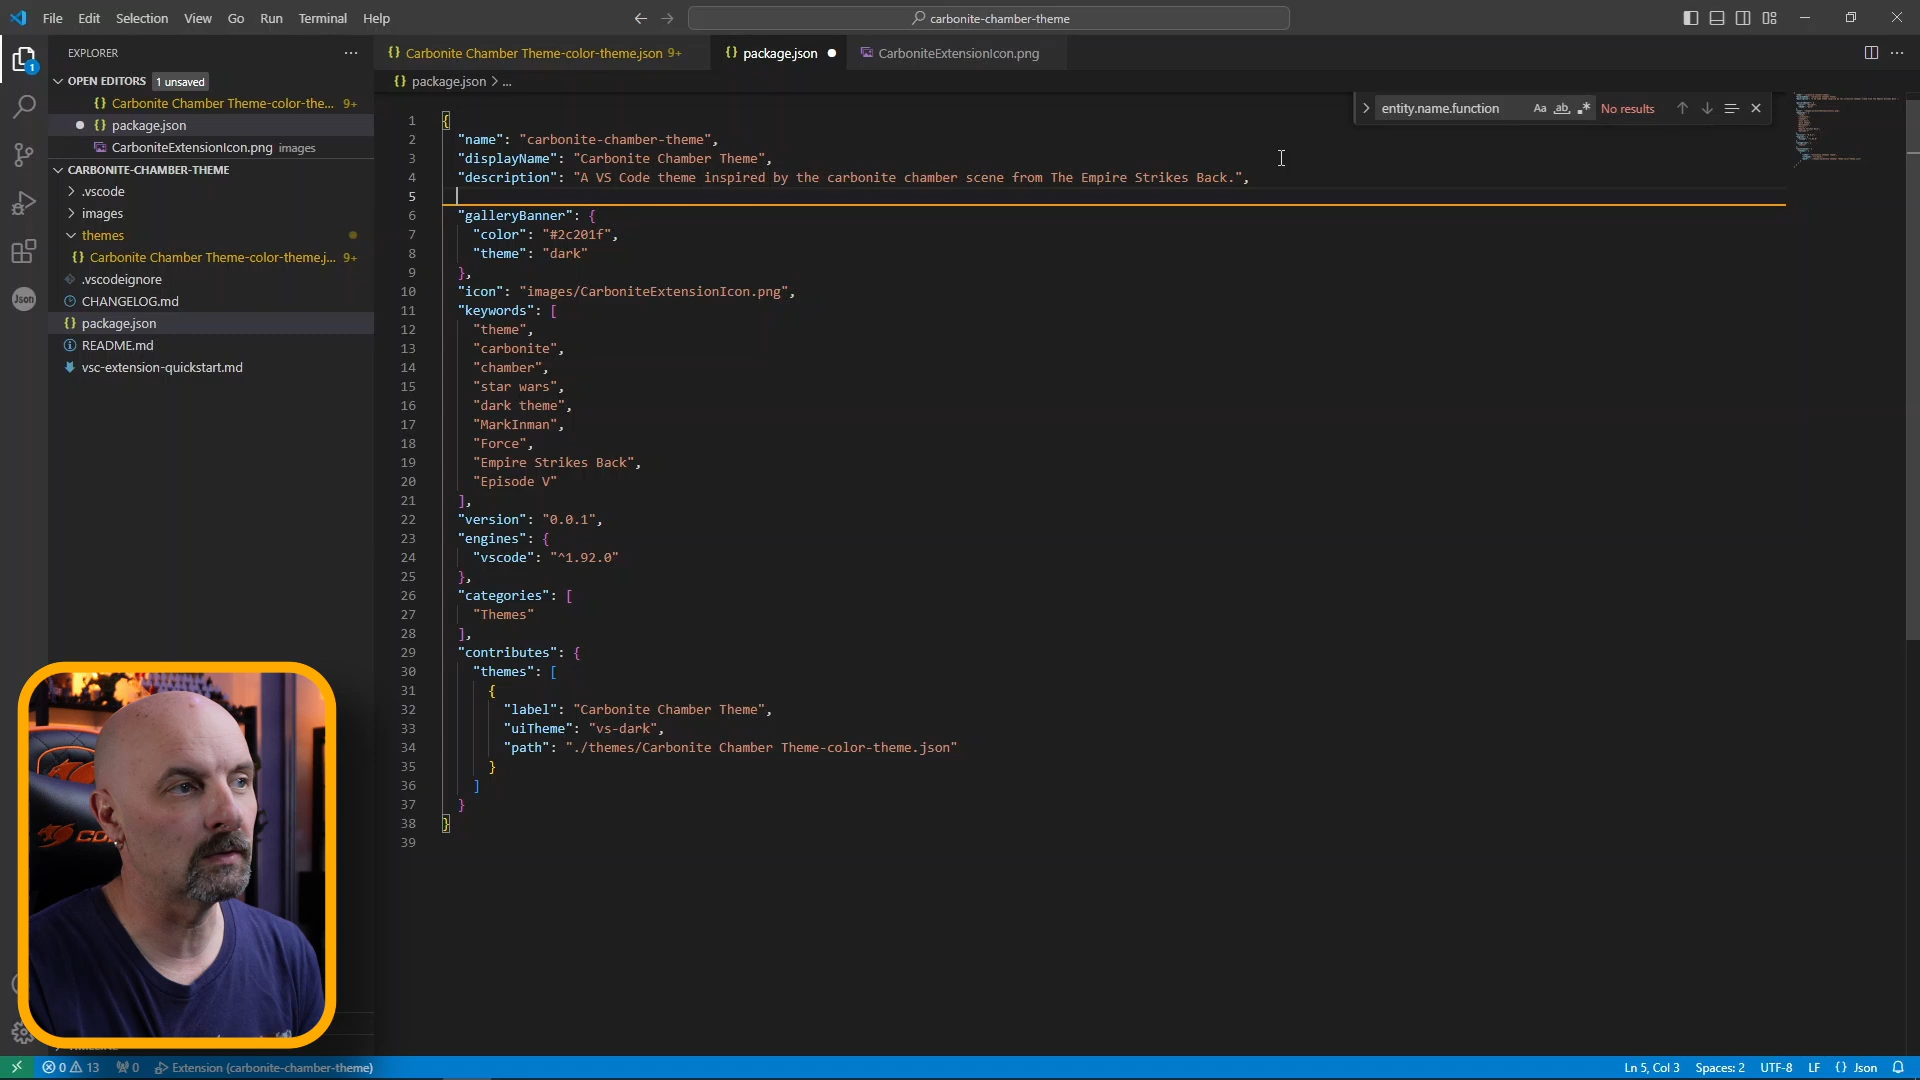 File Edit Selection View Go Run Terminal Help
carbonite-chamber-theme
EXPLORER
OPEN EDITORS 1 unsaved
Carbonite Chamber Theme-color-the... 9+
package.json
CarboniteExtensionIcon.png images
CARBONITE-CHAMBER-THEME
.vscode
images
themes
Carbonite Chamber Theme-color-theme.j... 9+
.vscodeignore
CHANGELOG.md
package.json
README.md
vsc-extension-quickstart.md
1
Json
Carbonite Chamber Theme-color-theme.json 9+
package.json
CarboniteExtensionIcon.png
package.json > ...
entity.name.function Aa ab .* No results
1 {
2 "name": "carbonite-chamber-theme",
3 "displayName": "Carbonite Chamber Theme",
4 "description": "A VS Code theme inspired by the carbonite chamber scene from The Empire Strikes Back.",
5
6 "galleryBanner": {
7 "color": "#2c201f",
8 "theme": "dark"
9 },
10 "icon": "images/CarboniteExtensionIcon.png",
11 "keywords": [
12 "theme",
13 "carbonite",
14 "chamber",
15 "star wars",
16 "dark theme",
17 "MarkInman",
18 "Force",
19 "Empire Strikes Back",
20 "Episode V"
21 ],
22 "version": "0.0.1",
23 "engines": {
24 "vscode": "^1.92.0"
25 },
26 "categories": [
27 "Themes"
28 ],
29 "contributes": {
30 "themes": [
31 {
32 "label": "Carbonite Chamber Theme",
33 "uiTheme": "vs-dark",
34 "path": "./themes/Carbonite Chamber Theme-color-theme.json"
35 }
36 ]
37 }
38 }
39
0 13 0 Extension (carbonite-chamber-theme)
Ln 5, Col 3 Spaces: 2 UTF-8 LF {} Json